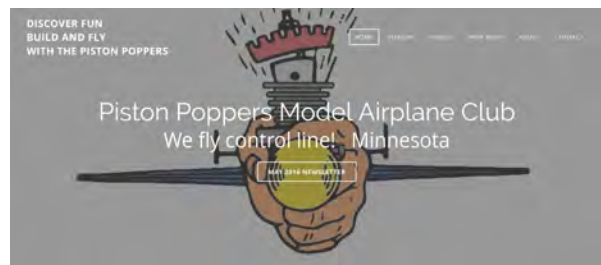 DISCOVER FUN
BUILD AND FLY
WITH THE PISTON POPPERS
HOME
Piston Poppers Model Airplane Club
We fly control line! Minnesota
MAY 2016 NEWSLETTER